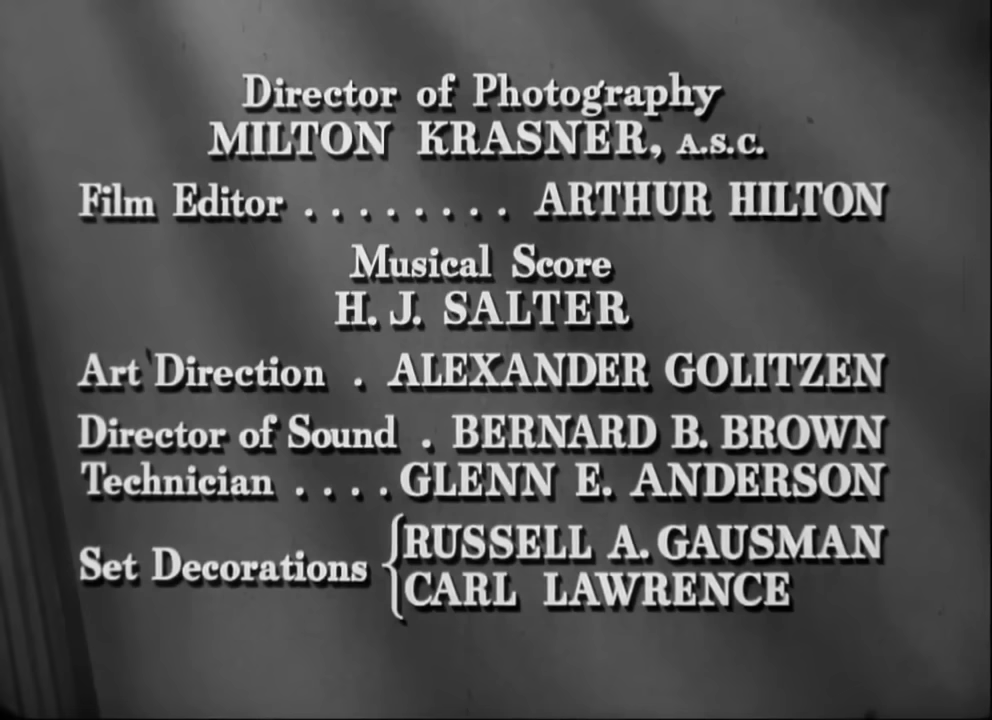 Director of Photography
MILTON KRASNER, A.S.C.
Film Editor ........ ARTHUR HILTON
Musical Score
H. J. SALTER
Art Direction . ALEXANDER GOLITZEN
Director of Sound . BERNARD B. BROWN
Technician .... GLENN E. ANDERSON
Set Decorations { RUSSELL A. GAUSMAN
CARL LAWRENCE